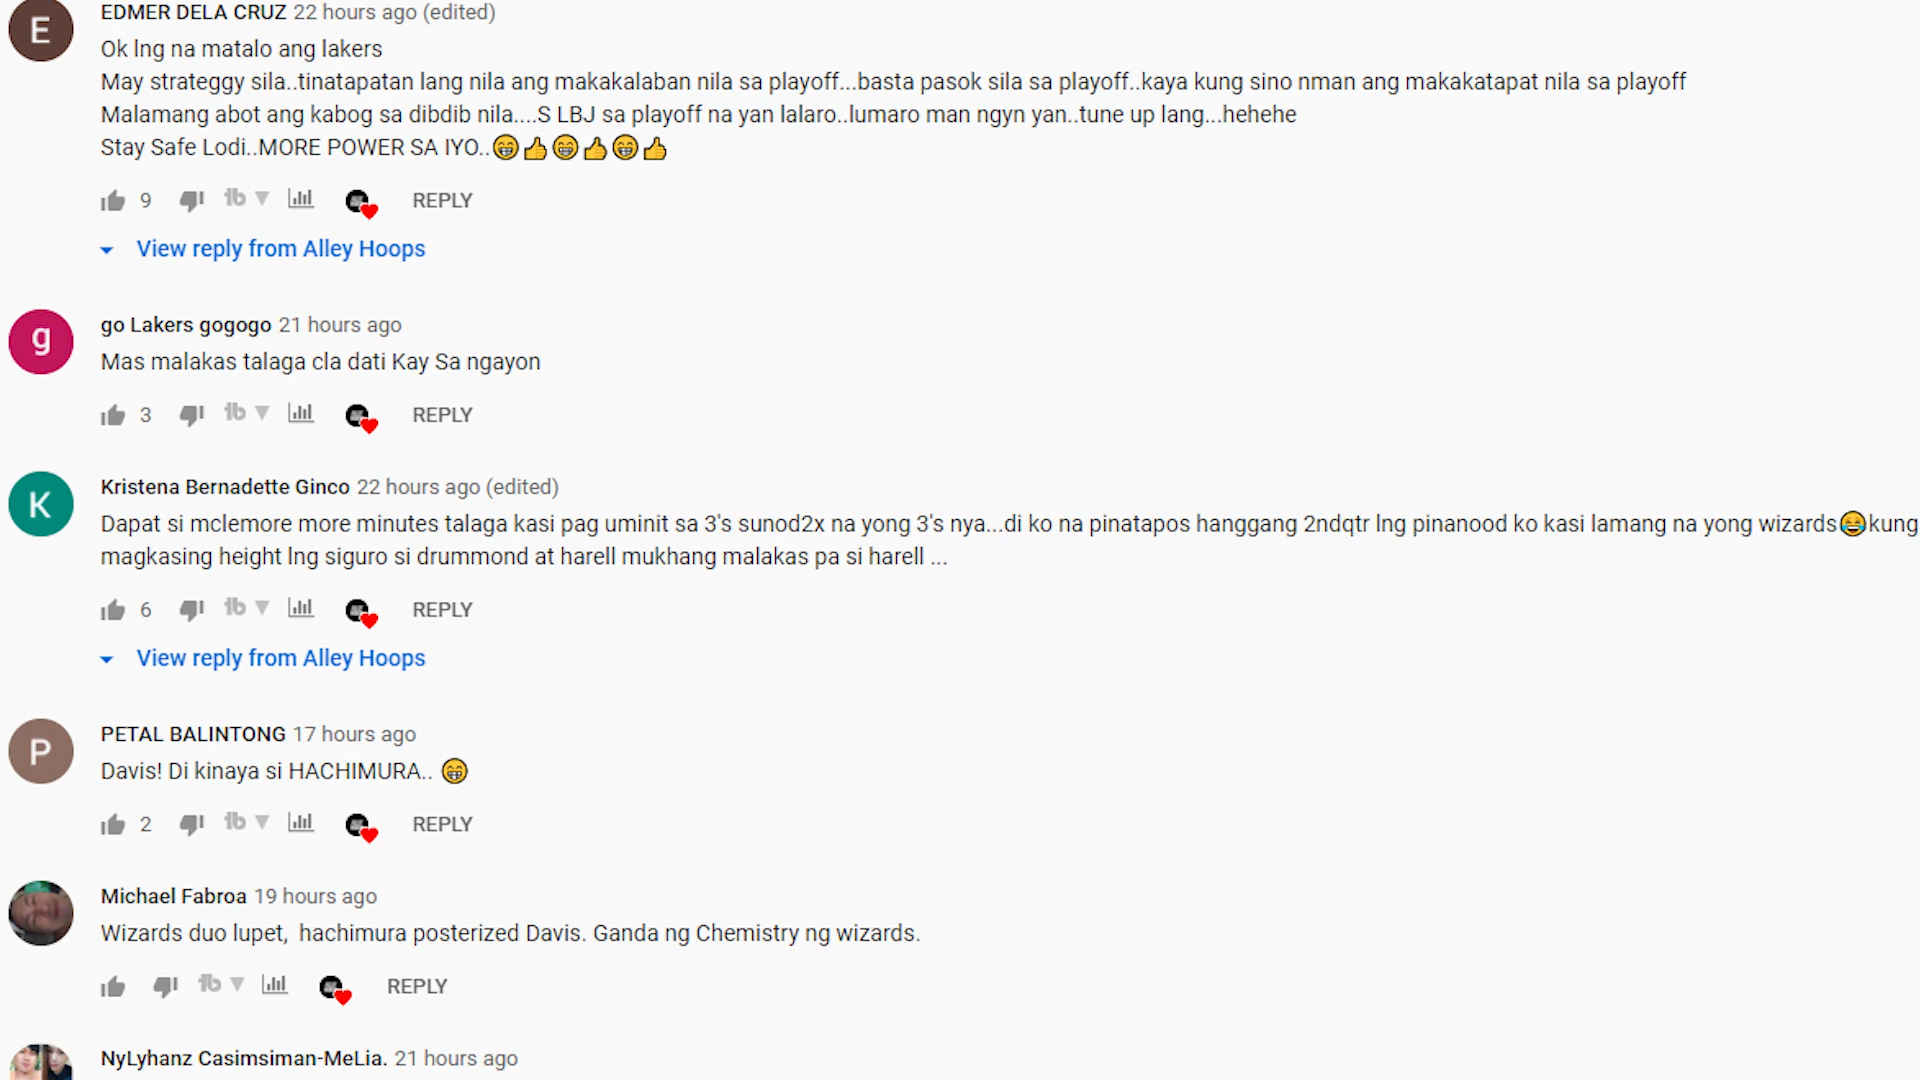 E
EDMER DELA CRUZ 22 hours ago (edited)
Ok lng na matalo ang lakers
May strateggy sila..tinatapatan lang nila ang makakalaban nila sa playoff...basta pasok sila sa playoff..kaya kung sino nman ang makakatapat nila sa playoff
Malamang abot ang kabog sa dibdib nila....S LBJ sa playoff na yan lalaro..lumaro man ngyn yan..tune up lang...hehehe
Stay Safe Lodi..MORE POWER SA IYO..😁👍😁👍😁👍
9 REPLY
View reply from Alley Hoops
g
go Lakers gogogo 21 hours ago
Mas malakas talaga cla dati Kay Sa ngayon
3 REPLY
K
Kristena Bernadette Ginco 22 hours ago (edited)
Dapat si mclemore more minutes talaga kasi pag uminit sa 3's sunod2x na yong 3's nya...di ko na pinatapos hanggang 2ndqtr lng pinanood ko kasi lamang na yong wizards😂kung
magkasing height lng siguro si drummond at harell mukhang malakas pa si harell ...
6 REPLY
View reply from Alley Hoops
P
PETAL BALINTONG 17 hours ago
Davis! Di kinaya si HACHIMURA.. 😁
2 REPLY
Michael Fabroa 19 hours ago
Wizards duo lupet,  hachimura posterized Davis. Ganda ng Chemistry ng wizards.
REPLY
NyLyhanz Casimsiman-MeLia. 21 hours ago